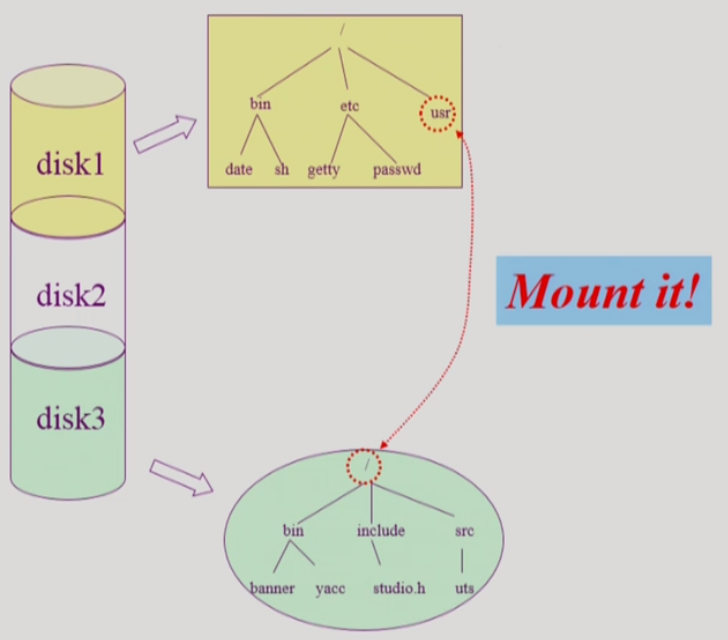 /
bin etc usr
date sh getty passwd
disk1
disk2
Mount it!
disk3
/
bin include src
banner yacc studio.h uts